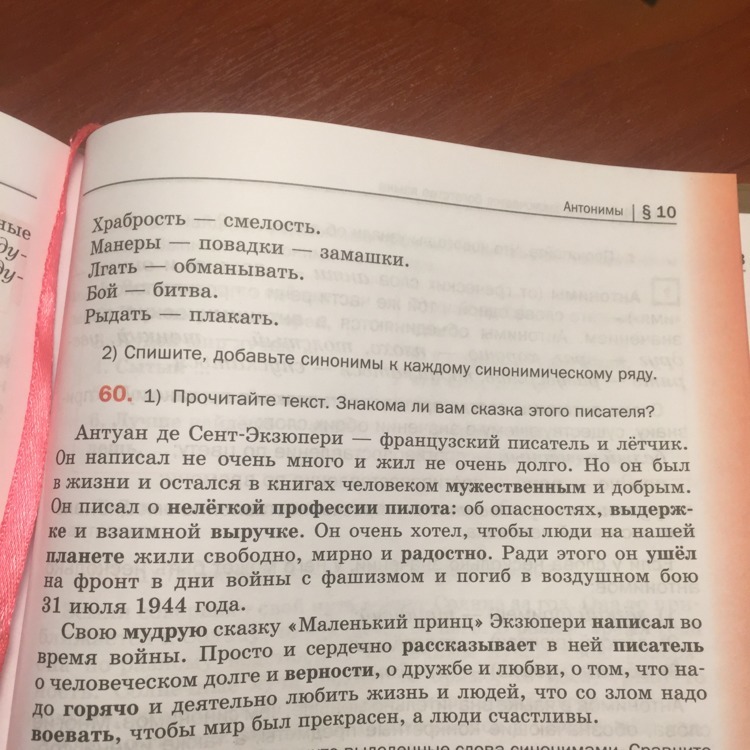 Антонимы | § 10
Храбрость — смелость.
Манеры — повадки — замашки.
Лгать — обманывать.
Бой — битва.
Рыдать — плакать.
2) Спишите, добавьте синонимы к каждому синонимическому ряду.
60. 1) Прочитайте текст. Знакома ли вам сказка этого писателя?
Антуан де Сент-Экзюпери — французский писатель и лётчик.
Он написал не очень много и жил не очень долго. Но он был
в жизни и остался в книгах человеком мужественным и добрым.
Он писал о нелёгкой профессии пилота: об опасностях, выдерж-
ке и взаимной выручке. Он очень хотел, чтобы люди на нашей
планете жили свободно, мирно и радостно. Ради этого он ушёл
на фронт в дни войны с фашизмом и погиб в воздушном бою
31 июля 1944 года.
Свою мудрую сказку «Маленький принц» Экзюпери написал во
время войны. Просто и сердечно рассказывает в ней писатель
о человеческом долге и верности, о дружбе и любви, о том, что на-
до горячо и деятельно любить жизнь и людей, что со злом надо
воевать, чтобы мир был прекрасен, а люди счастливы.
выделенные слова синонимами.